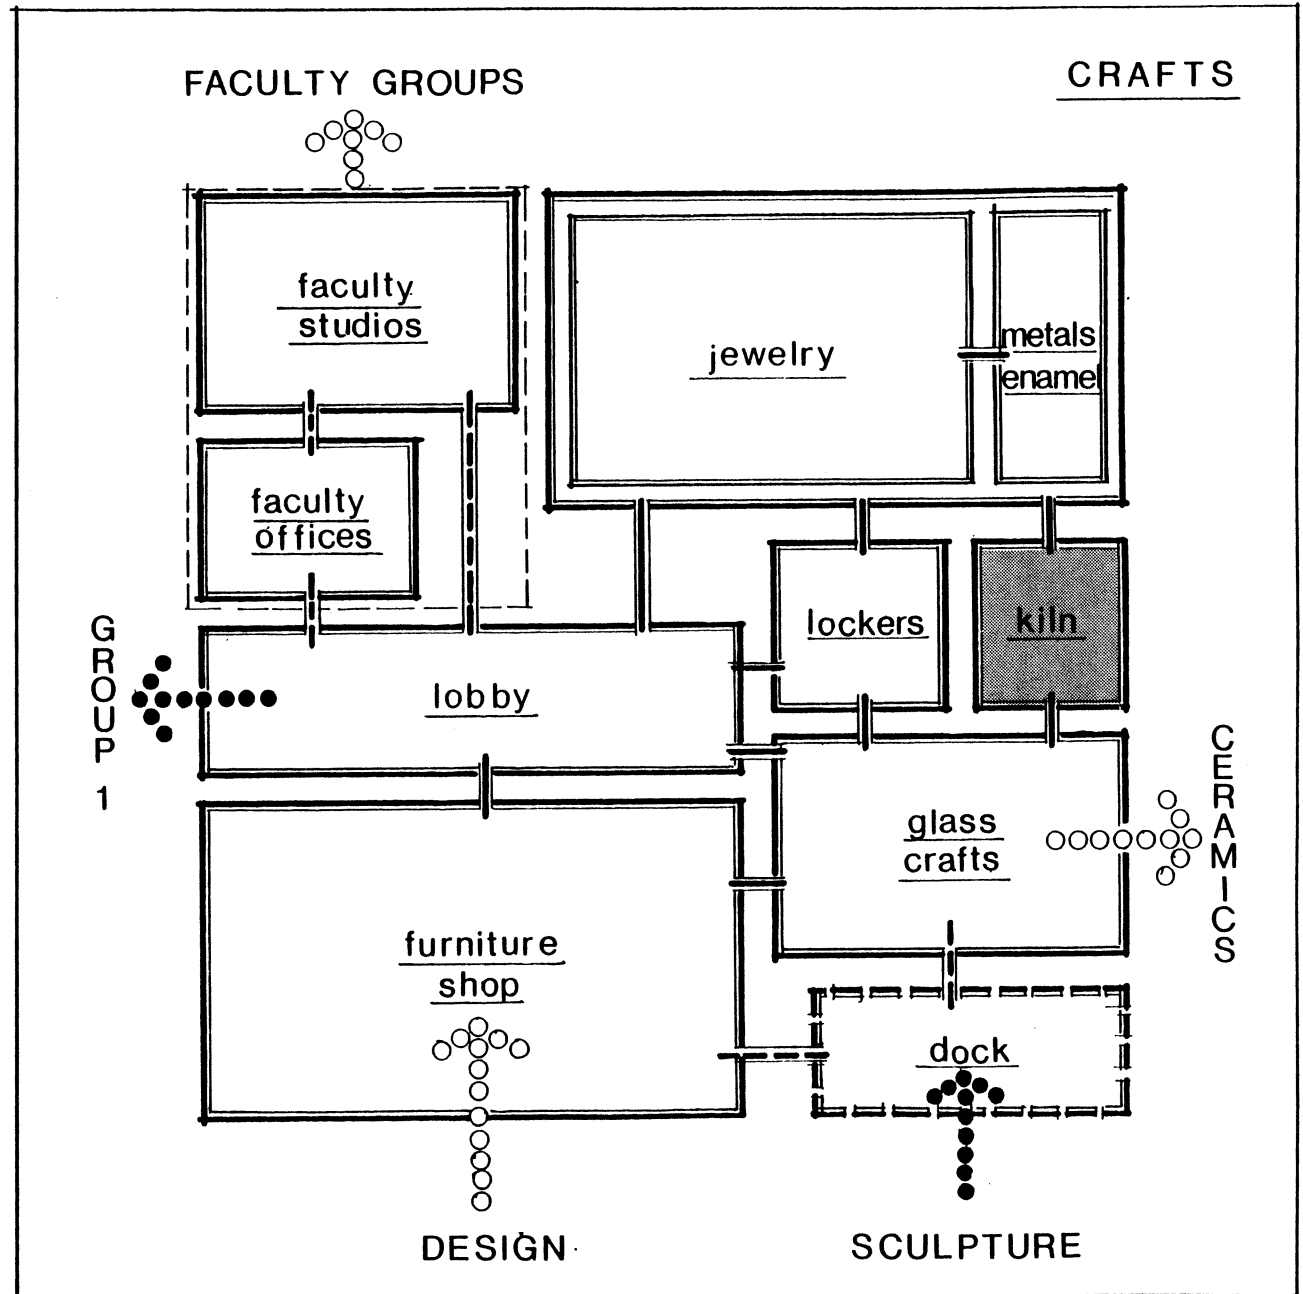 FACULTY GROUPS
CRAFTS
faculty
studios
jewelry
metals
enamel
faculty
offices
lockers
kiln
GROUP 1
lobby
CERAMICS
glass
crafts
furniture
shop
dock
DESIGN
SCULPTURE